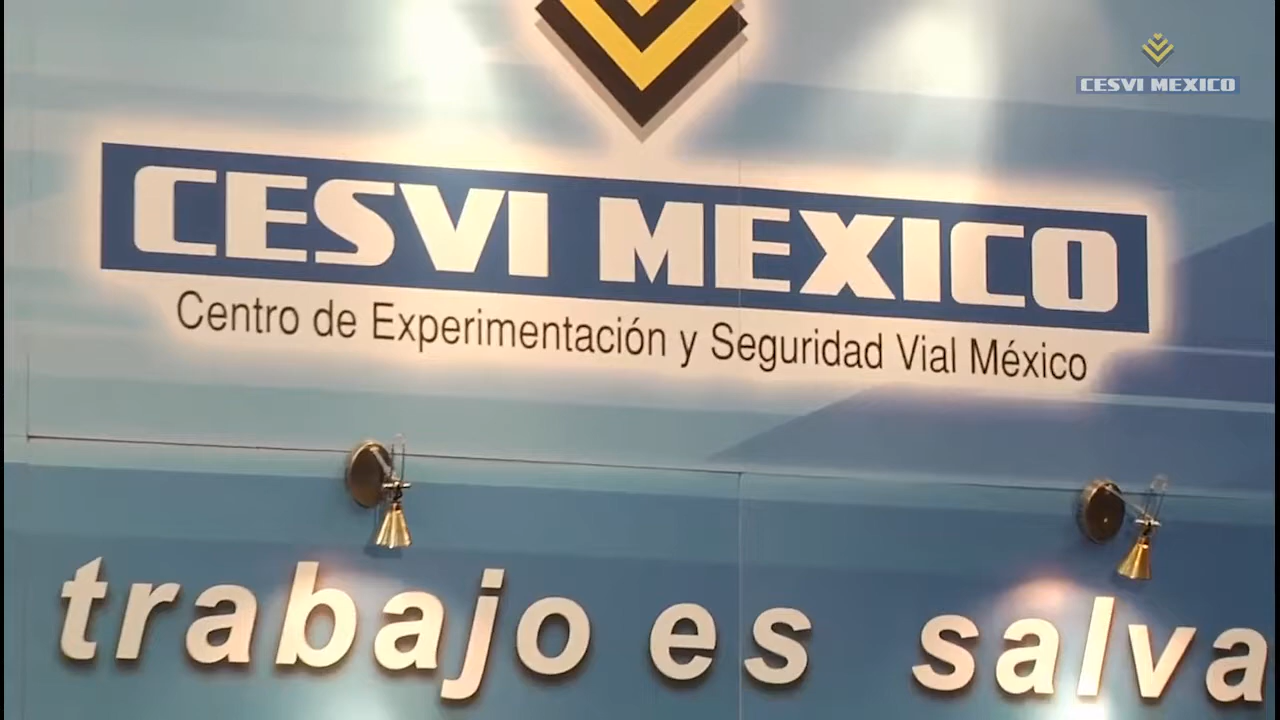 CESVI MEXICO
CESVI MEXICO
Centro de Experimentación y Seguridad Vial México
trabajo es salva